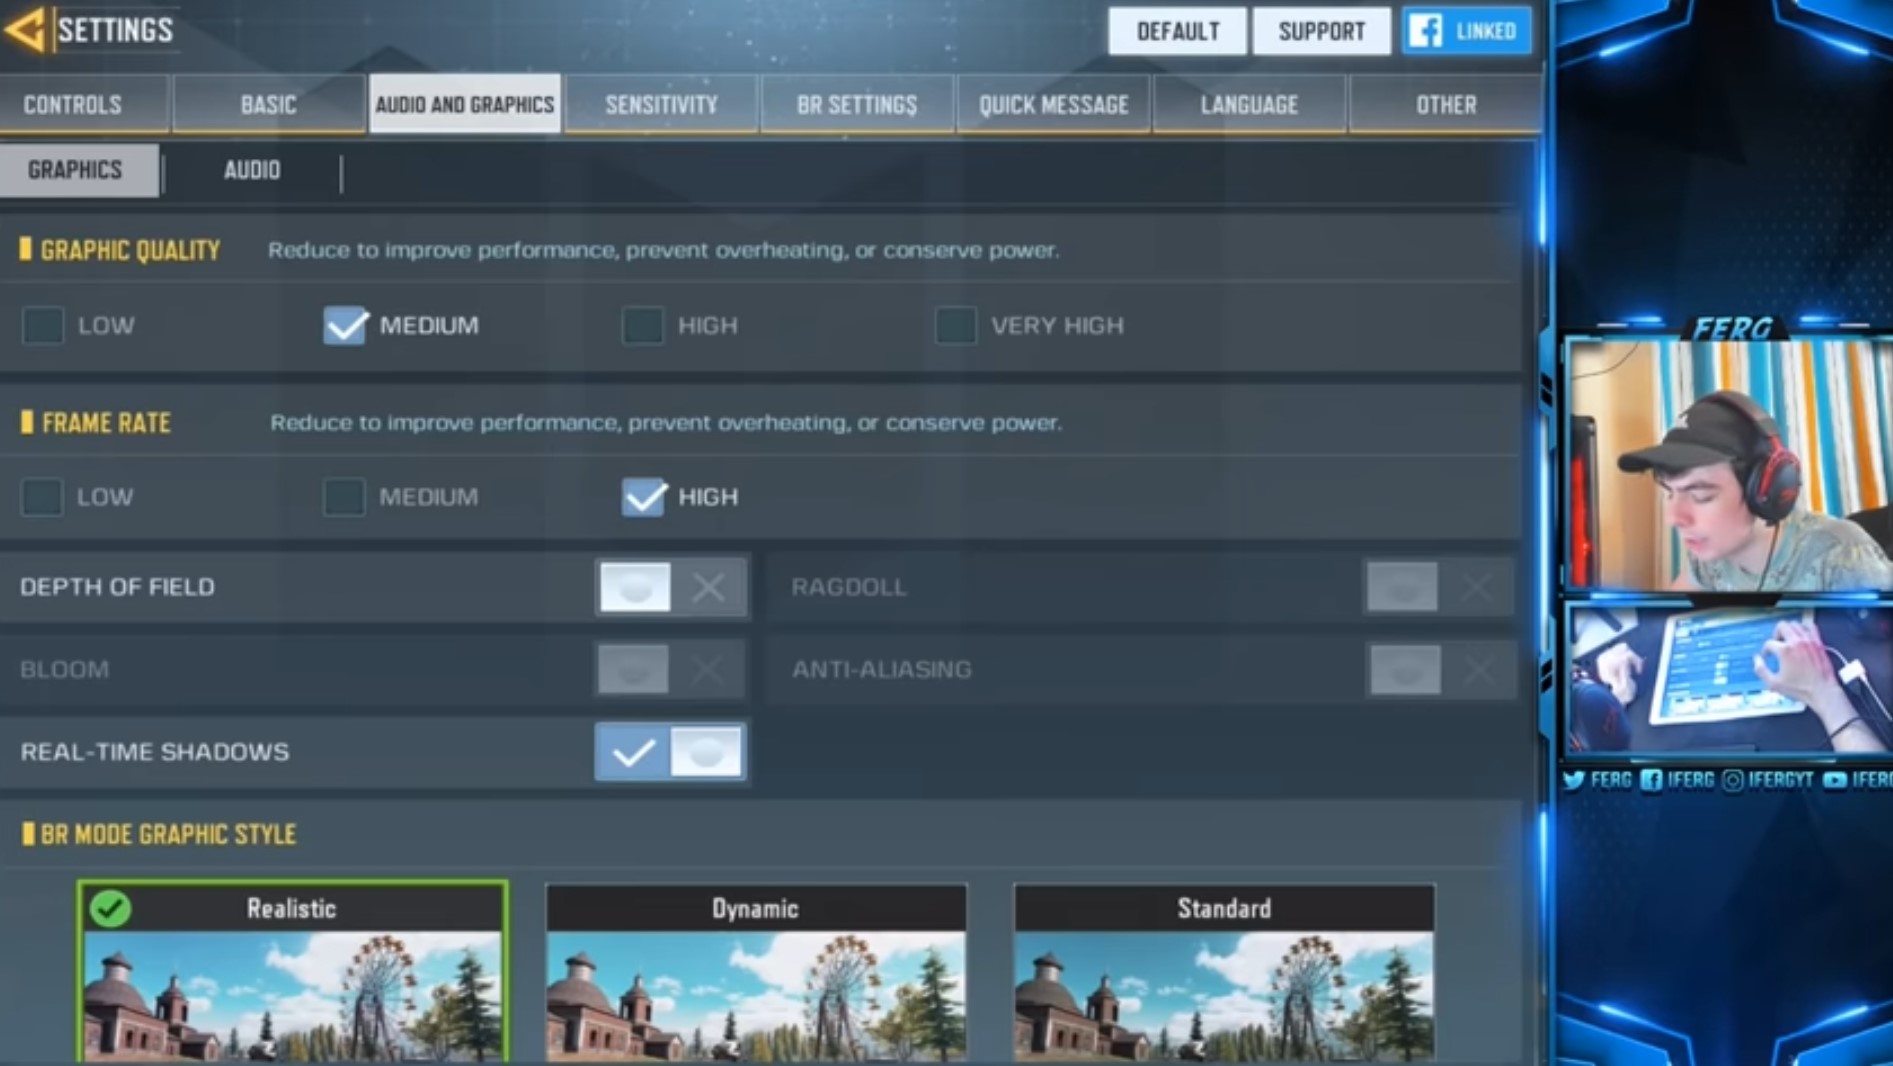 SETTINGS
DEFAULT
SUPPORT
LINKED
CONTROLS
BASIC
AUDIO AND GRAPHICS
SENSITIVITY
BR SETTINGS
QUICK MESSAGE
LANGUAGE
OTHER
GRAPHICS
AUDIO
GRAPHIC QUALITY
Reduce to improve performance, prevent overheating, or conserve power.
LOW
MEDIUM
HIGH
VERY HIGH
FERG
FRAME RATE
Reduce to improve performance, prevent overheating, or conserve power.
LOW
MEDIUM
HIGH
DEPTH OF FIELD
RAGDOLL
BLOOM
ANTI-ALIASING
REAL-TIME SHADOWS
FERG IFERG IFERGYT IFERG
BR MODE GRAPHIC STYLE
Realistic
Dynamic
Standard